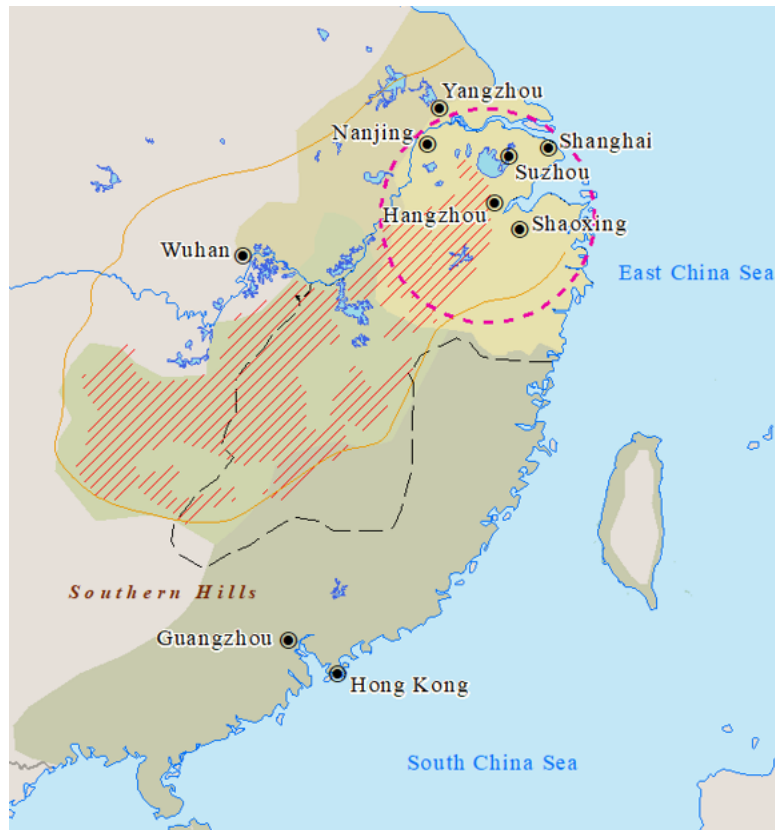 Yangzhou
Nanjing
Shanghai
Suzhou
Hangzhou
Shaoxing
Wuhan
East China Sea
Southern Hills
Guangzhou
Hong Kong
South China Sea